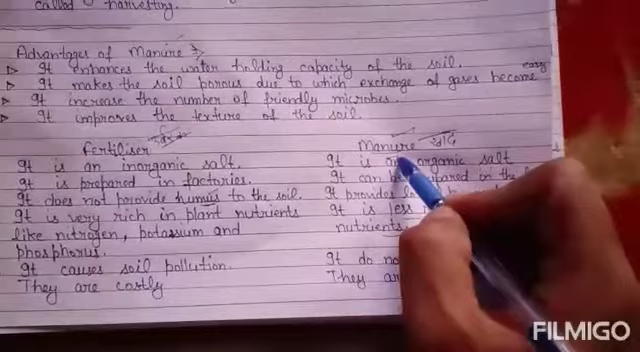 called harvesting.
Advantages of Manure :->
▷ It enhances the water holding capacity of the soil.
▷ It makes the soil porous due to which exchange of gases become easy
▷ It increase the number of friendly microbes.
▷ It improves the texture of the soil.
Fertiliser
It is an inorganic salt.
It is prepared in factories.
It does not provide humus to the soil.
It is very rich in plant nutrients
like nitrogen, potassium and
phosphorus.
It causes soil pollution.
They are costly
Manure खाद
It is an organic salt
It can be in the
It provides
It is less
nutrients.
It do
They
FILMIGO